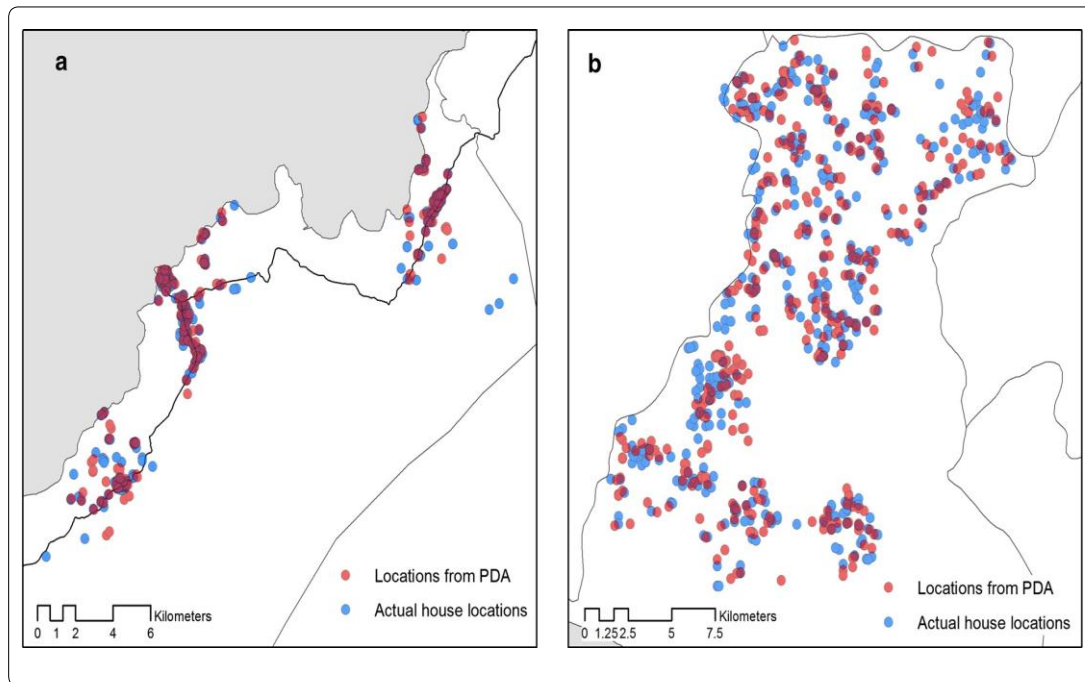 a
Locations from PDA
Actual house locations
Kilometers
0 1 2 4 6
b
Locations from PDA
Actual house locations
Kilometers
0 1.25 2.5 5 7.5